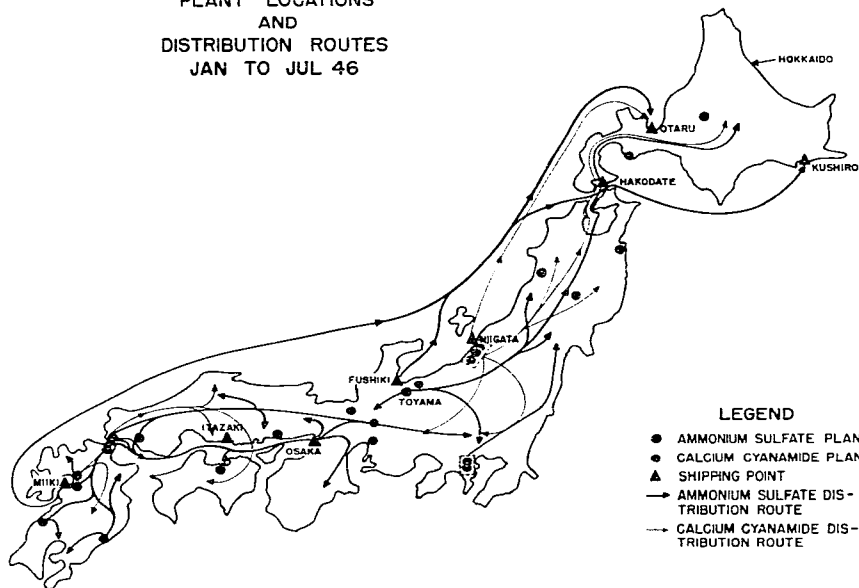 PLANT LOCATIONS
AND
DISTRIBUTION ROUTES
JAN TO JUL 46
HOKKAIDO
OTARU
KUSHIRO
HAKODATE
NIIGATA
FUSHIKI
TOYAMA
ITAZAKI
OSAKA
MIIKI
LEGEND
AMMONIUM SULFATE PLAN
CALCIUM CYANAMIDE PLAN
SHIPPING POINT
AMMONIUM SULFATE DIS-
TRIBUTION ROUTE
CALCIUM CYANAMIDE DIS-
TRIBUTION ROUTE